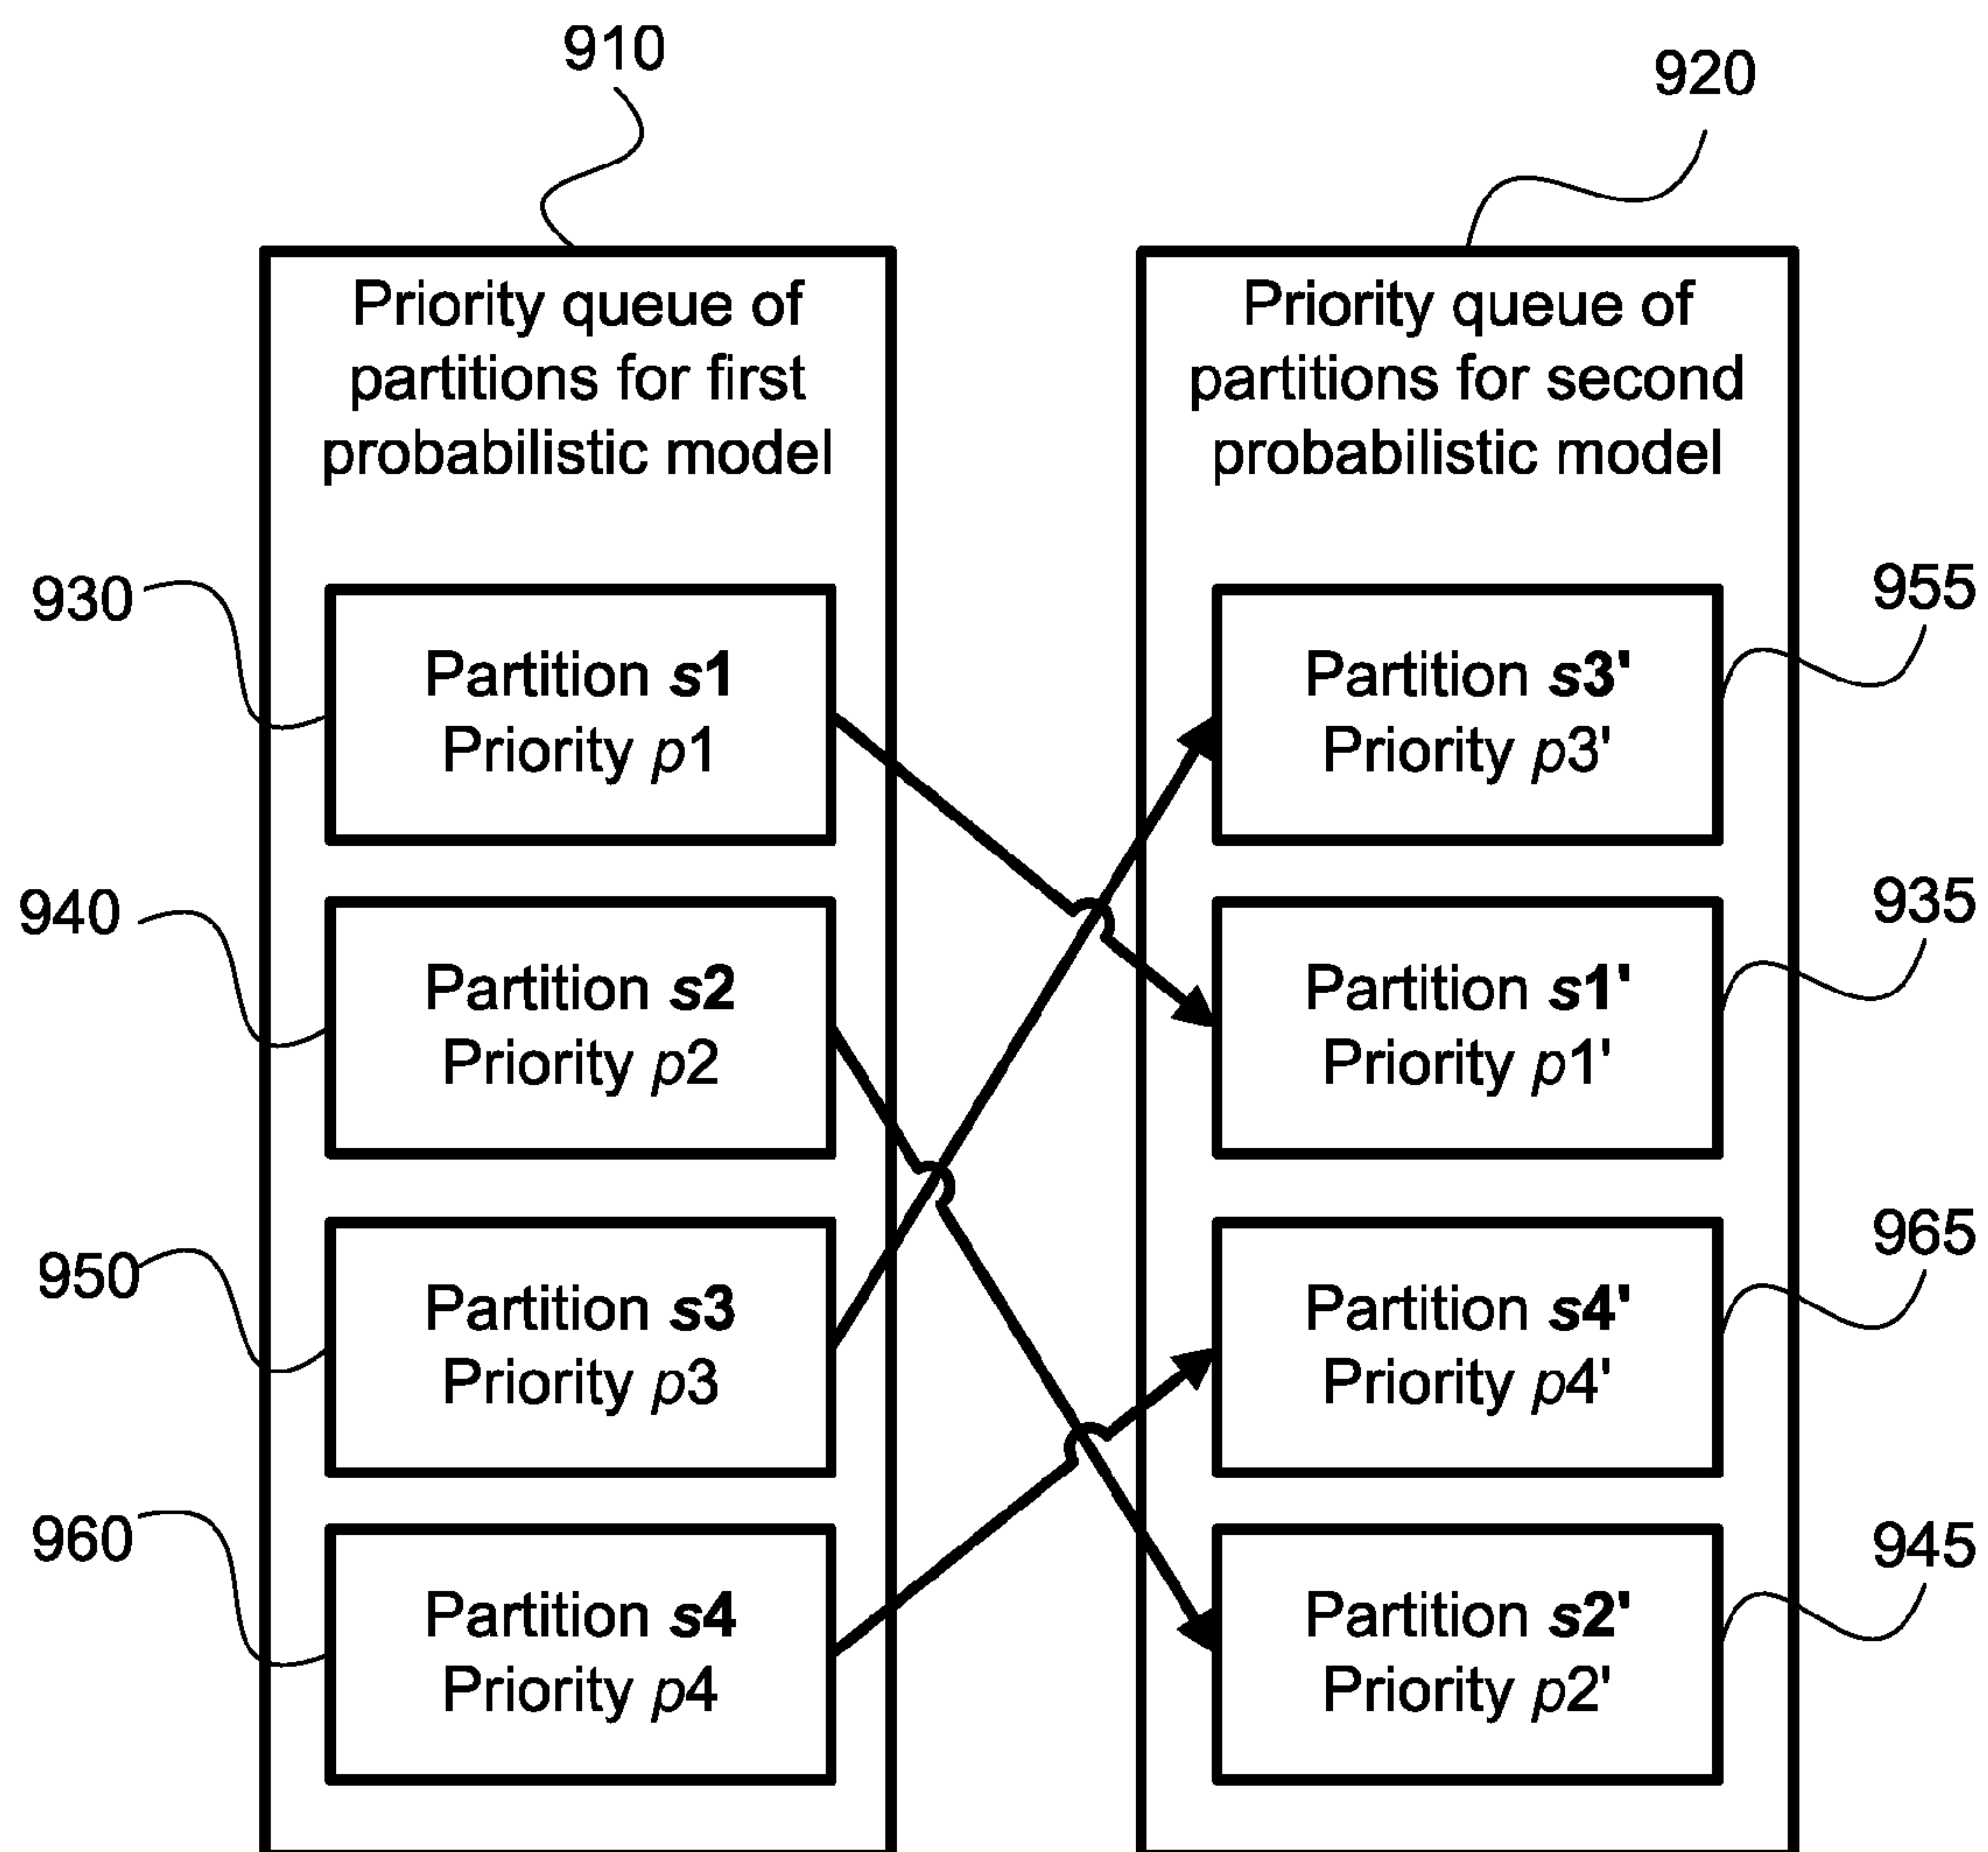 910
920
Priority queue of
partitions for first
probabilistic model
Priority queue of
partitions for second
probabilistic model
930
Partition s1
Priority p1
Partition s3'
Priority p3'
955
940
Partition s2
Priority p2
Partition s1'
Priority p1'
935
950
Partition s3
Priority p3
Partition s4'
Priority p4'
965
960
Partition s4
Priority p4
Partition s2'
Priority p2'
945